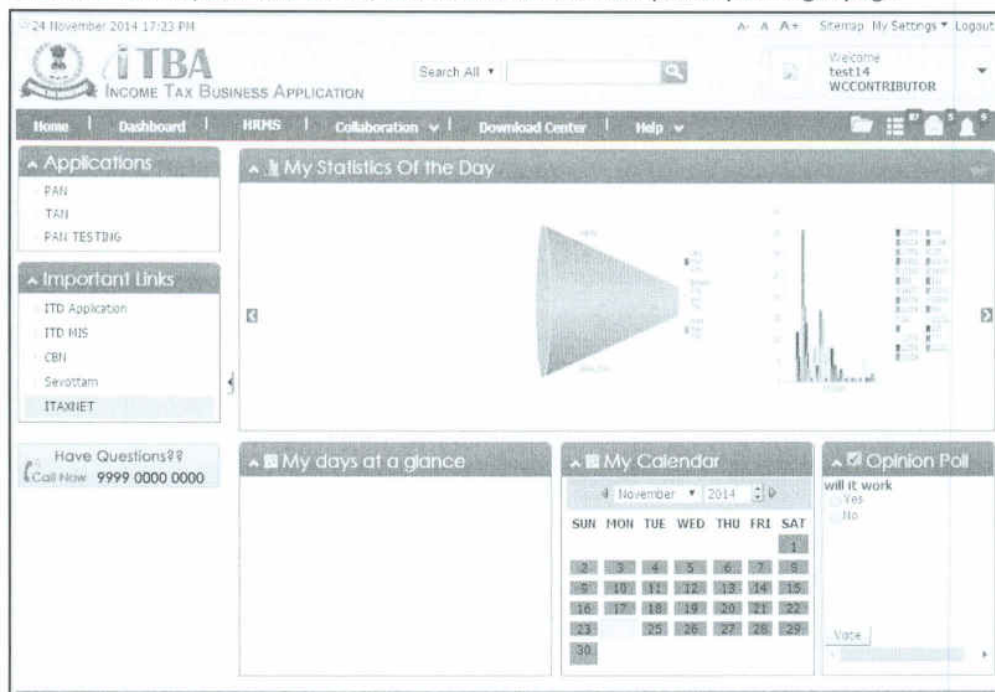 24 November 2014 17:23 PM
A- A A+ Sitemap My Settings Logout
iTBA
INCOME TAX BUSINESS APPLICATION
Search All
Welcome
test14
WCCONTRIBUTOR
Home Dashboard HRMS Collaboration Download Center Help
Applications
PAN
TAN
PAN TESTING
Important Links
ITD Application
ITD MIS
CBN
Sevottam
ITAXNET
Have Questions??
Call Now 9999 0000 0000
My Statistics Of the Day
My days at a glance
My Calendar
November 2014
SUN MON TUE WED THU FRI SAT
1
2 3 4 5 6 7 8
9 10 11 12 13 14 15
16 17 18 19 20 21 22
23 25 26 27 28 29
30
Opinion Poll
will it work
Yes
No
Vote